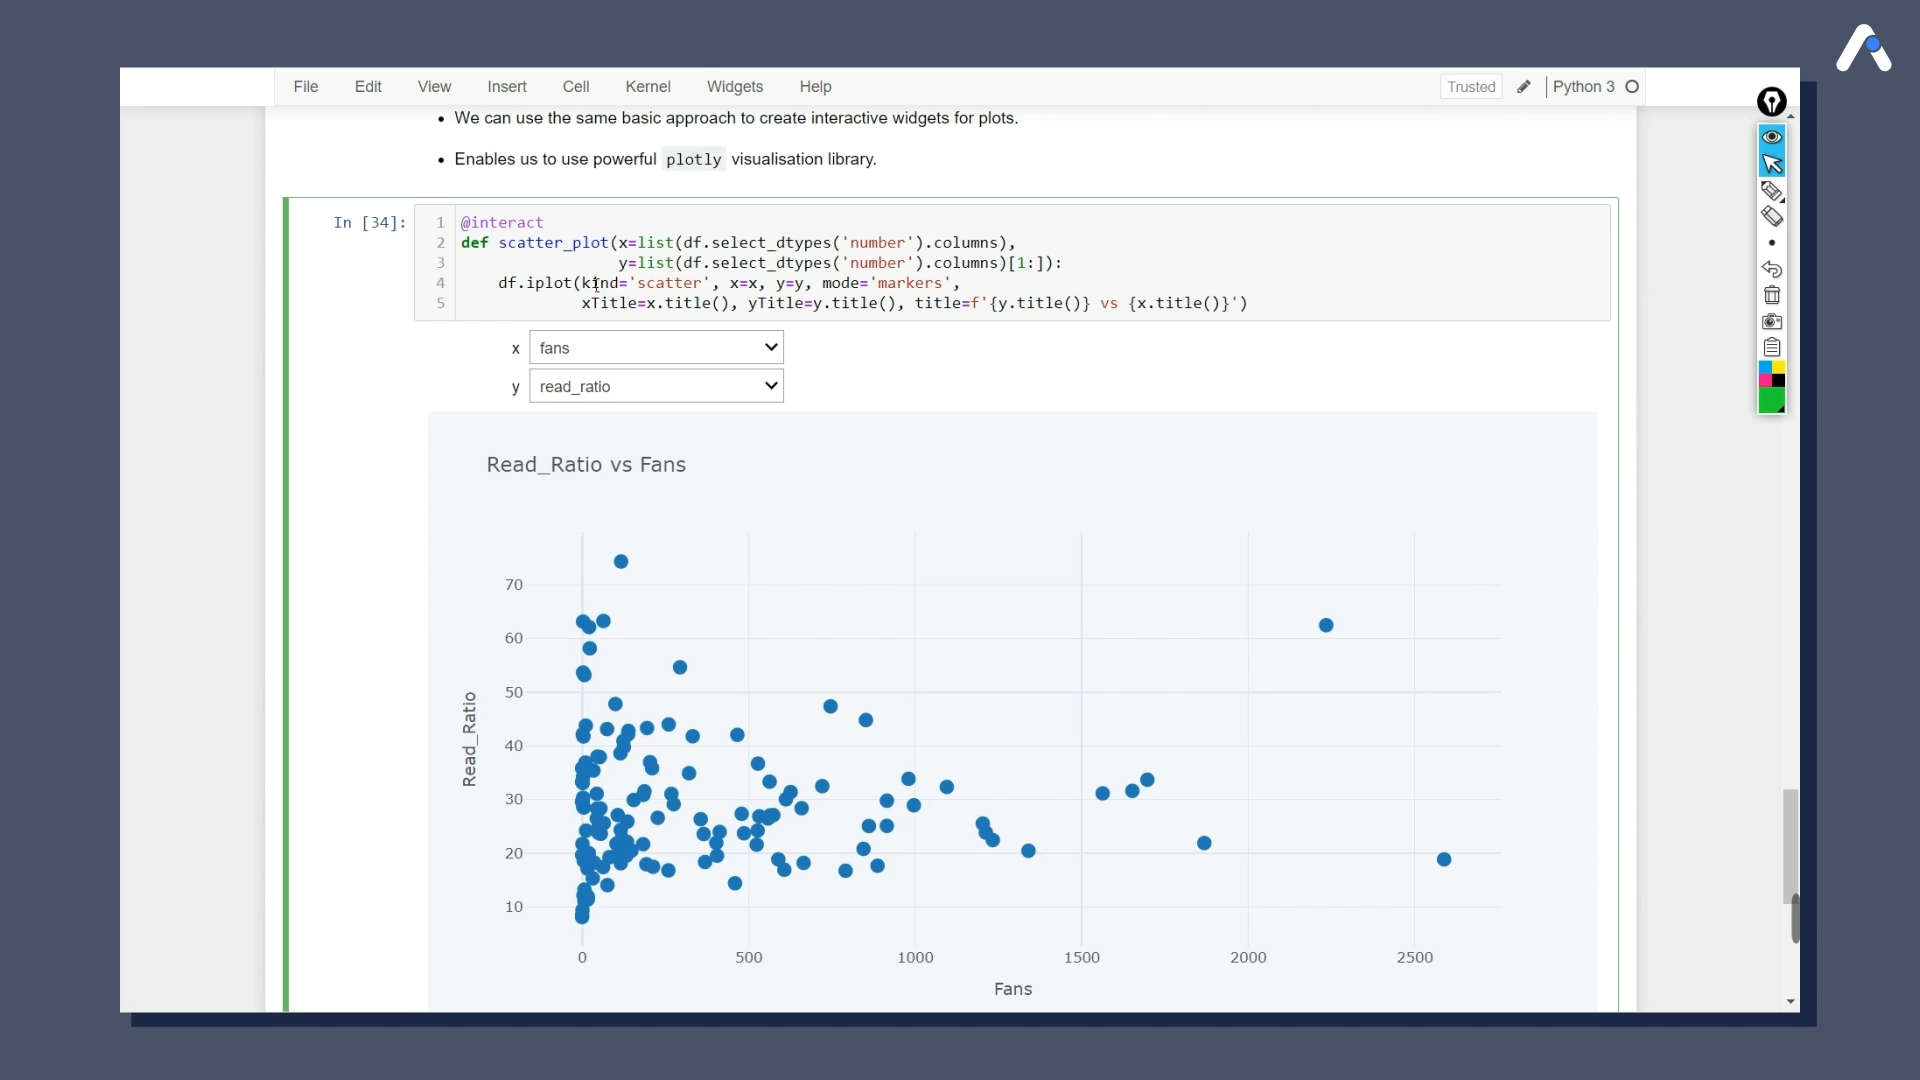 File Edit View Insert Cell Kernel Widgets Help Trusted Python 3
• We can use the same basic approach to create interactive widgets for plots.
• Enables us to use powerful plotly visualisation library.
In [34]:
1 @interact
2 def scatter_plot(x=list(df.select_dtypes('number').columns),
3 y=list(df.select_dtypes('number').columns)[1:]):
4 df.iplot(kind='scatter', x=x, y=y, mode='markers',
5 xTitle=x.title(), yTitle=y.title(), title=f'{y.title()} vs {x.title()}')
x fans
y read_ratio
Read_Ratio vs Fans
70
60
50
40
30
20
10
Read_Ratio
0 500 1000 1500 2000 2500
Fans